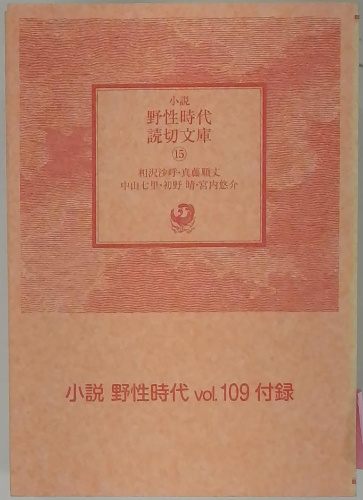 小説
野性時代
読切文庫
⑮
相沢沙呼・真藤順丈
中山七里・初野 晴・宮内悠介
小説 野性時代 vol.109 付録